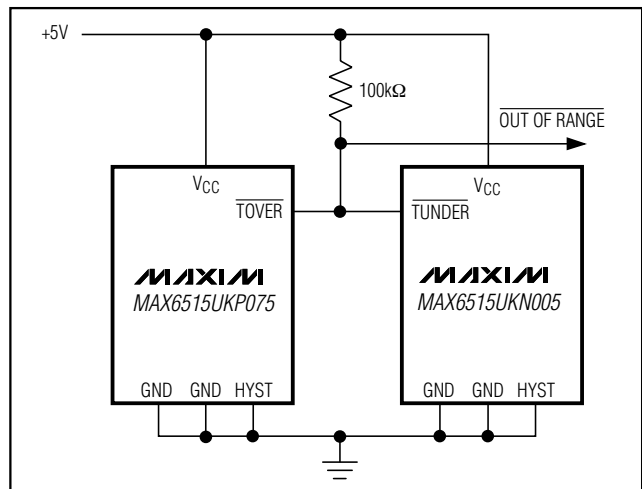 +5V
100kΩ
OUT OF RANGE
VCC
TOVER
VCC
TUNDER
MAXIM
MAX6515UKP075
MAXIM
MAX6515UKN005
GND GND HYST
GND GND HYST